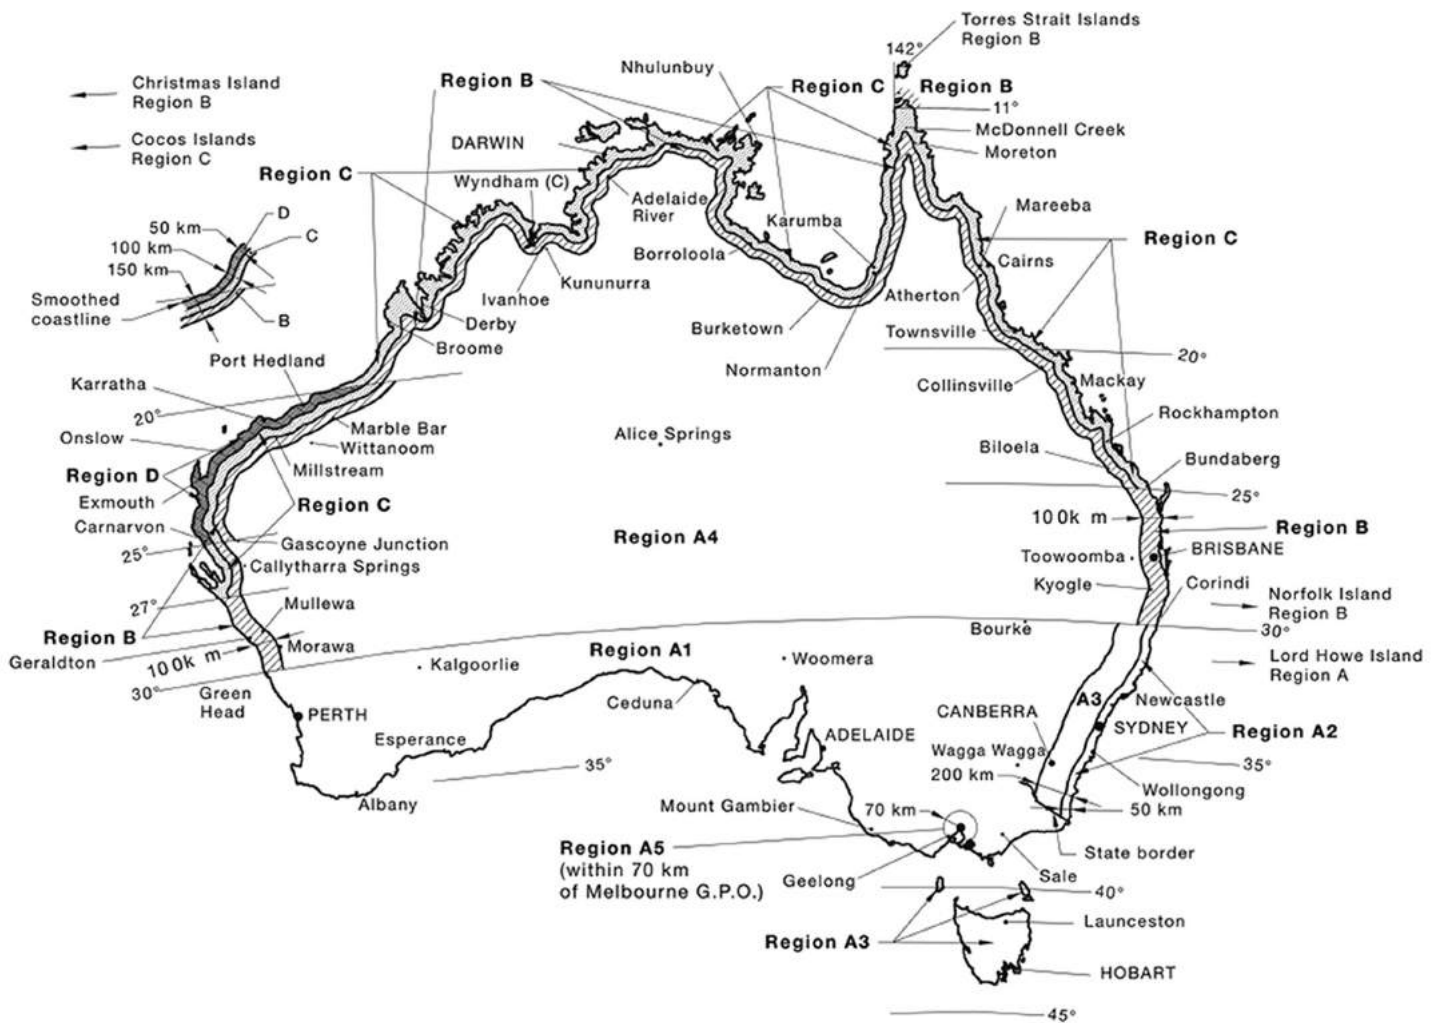 Torres Strait Islands
Region B
142°
Nhulunbuy
Region B
Region C
Region B
Christmas Island
Region B
11°
McDonnell Creek
Cocos Islands
Region C
DARWIN
Moreton
Region C
Wyndham (C)
Adelaide
River
Mareeba
D
50 km
C
100 km
150 km
Karumba
Region C
Borroloola
Cairns
Kununurra
Atherton
Smoothed
coastline
Ivanhoe
B
Derby
Burketown
Townsville
Broome
20°
Port Hedland
Normanton
Collinsville
Mackay
Karratha
20°
Rockhampton
Marble Bar
Onslow
Wittanoom
Alice Springs
Biloela
Bundaberg
Millstream
Region D
Exmouth
Region C
25°
Carnarvon
100k m
Region B
Gascoyne Junction
Region A4
25°
Callytharra Springs
Toowoomba
BRISBANE
Kyogle
Corindi
27°
Mullewa
Norfolk Island
Region B
Region B
Morawa
Bourke
30°
Geraldton
100k m
Region A1
Kalgoorlie
Woomera
Lord Howe Island
Region A
30°
Green
Head
Ceduna
A3
Newcastle
PERTH
CANBERRA
SYDNEY
Region A2
Esperance
ADELAIDE
Wagga Wagga
35°
200 km
35°
Wollongong
Albany
Mount Gambier
70 km
50 km
Region A5
(within 70 km
of Melbourne G.P.O.)
State border
Geelong
Sale
40°
Launceston
Region A3
HOBART
45°